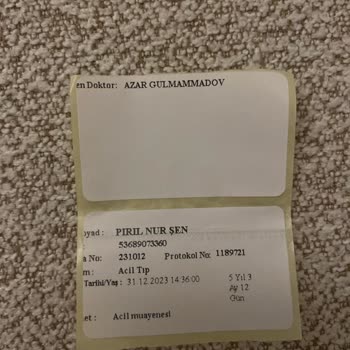 en Doktor: AZAR GULMAMMADOV
oyad : PIRIL NUR ŞEN
: 53689073360
a No: 231012 Protokol No: 1189721
m : Acil Tıp
Tarihi/Yaş : 31.12.2023 14:36:00 5 Yıl 3
Ay 12
Gün
et : Acil muayenesi